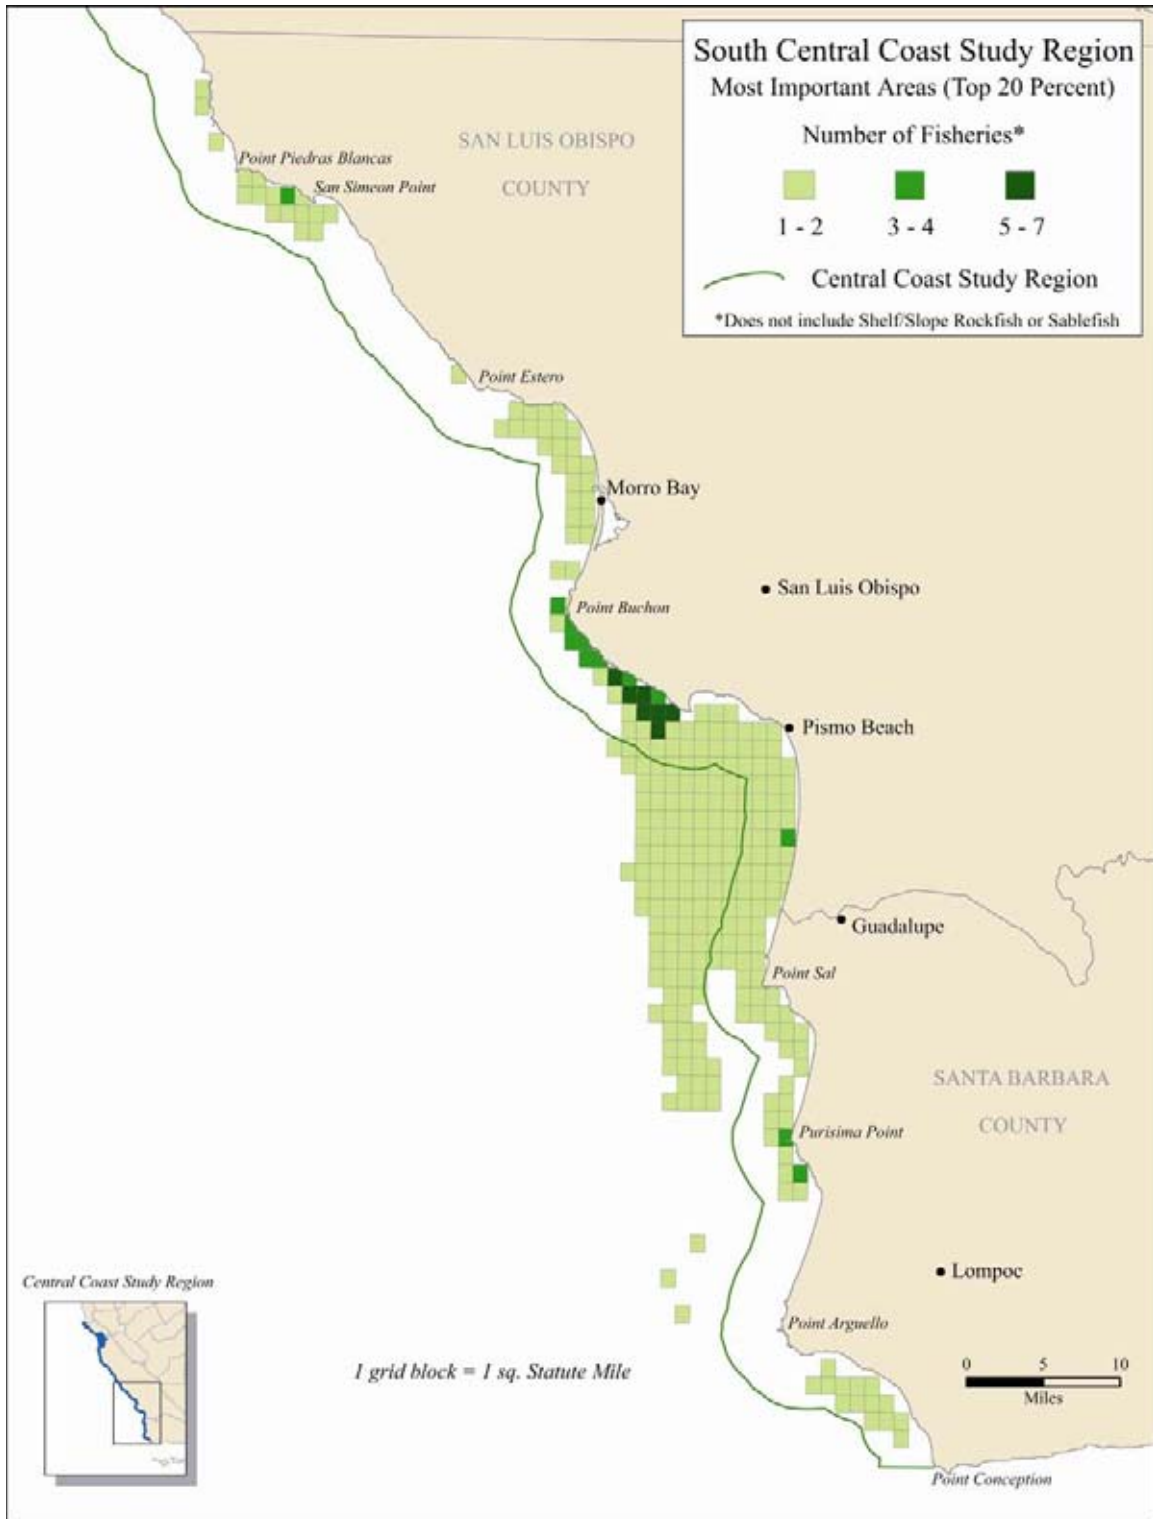 South Central Coast Study Region
Most Important Areas (Top 20 Percent)
Number of Fisheries*
1 - 2
3 - 4
5 - 7
Central Coast Study Region
*Does not include Shelf/Slope Rockfish or Sablefish
SAN LUIS OBISPO
COUNTY
Point Piedras Blancas
San Simeon Point
Point Estero
Morro Bay
San Luis Obispo
Point Buchon
Pismo Beach
Guadalupe
Point Sal
SANTA BARBARA
COUNTY
Purisima Point
Lompoc
Central Coast Study Region
Point Arguello
1 grid block = 1 sq. Statute Mile
0 5 10
Miles
Point Conception